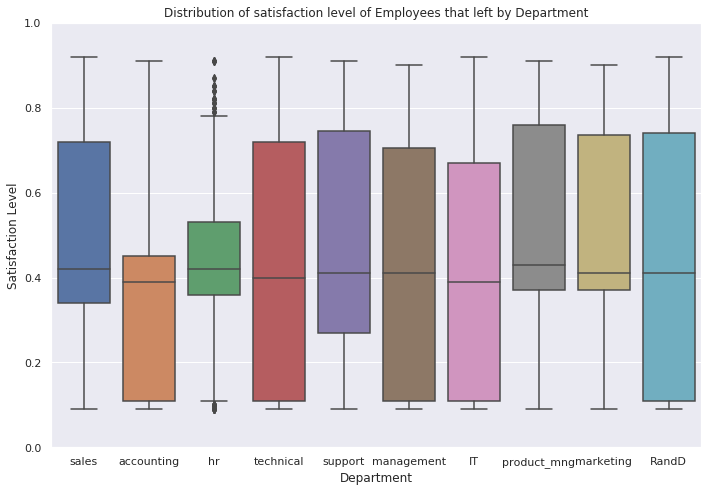 Distribution of satisfaction level of Employees that left by Department
1.0
0.8
0.6
0.4
0.2
0.0
Satisfaction Level
sales accounting hr technical support management IT product_mng marketing RandD
Department